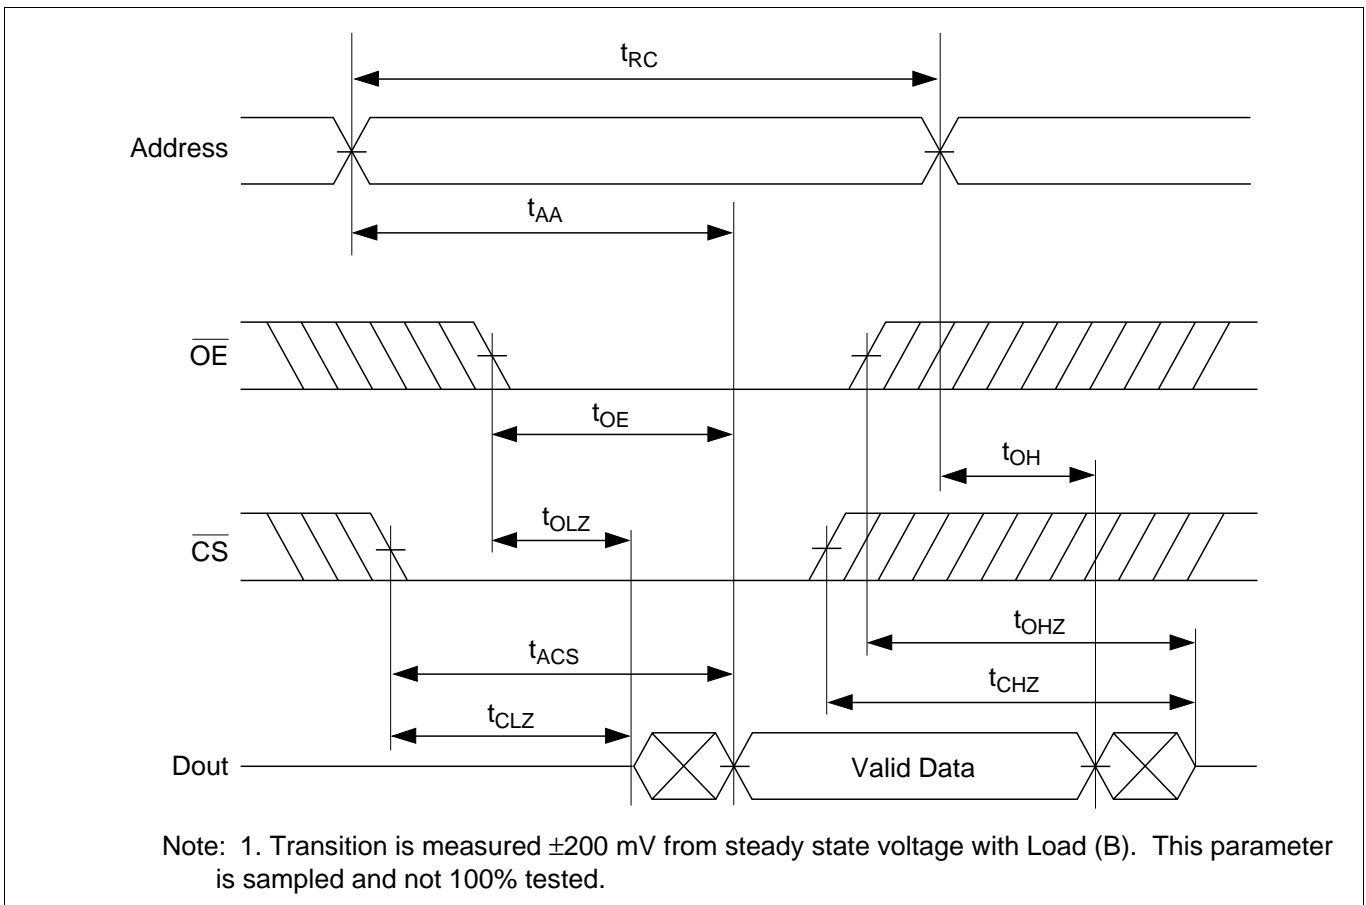 tRC
Address
tAA
OE
tOE
tOH
CS
tOLZ
tOHZ
tACS
tCHZ
tCLZ
Dout
Valid Data
Note: 1. Transition is measured ±200 mV from steady state voltage with Load (B). This parameter
is sampled and not 100% tested.